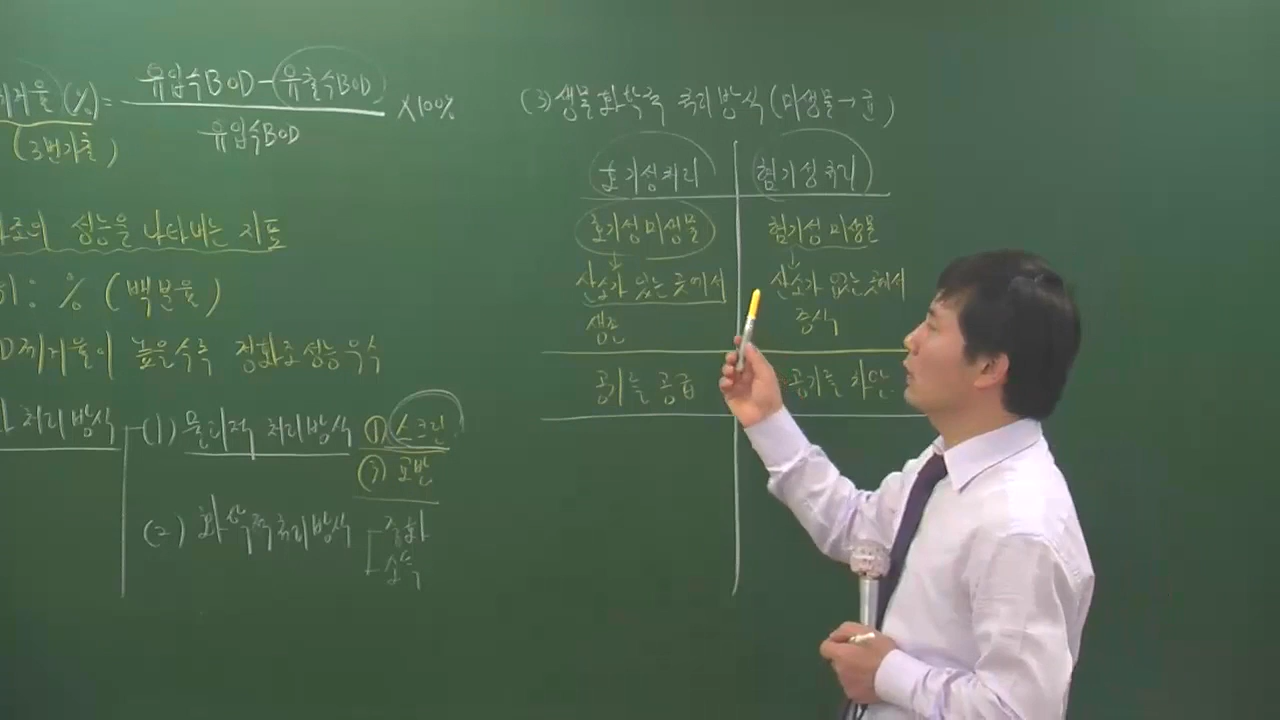 거율(%)= 유입수BOD-유출수BOD / 유입수BOD ×100%
(3번기출)
조의 성능을 나타내는 지표
: % (백분율)
D제거율이 높을수록 정화조성능우수
처리방식
(1) 물리적 처리방식 ① 스크린
교반
(2) 화학적처리방식 중화
소독
(3) 생물화학적 처리방식 (미생물→균)
호기성처리 혐기성처리
호기성미생물 혐기성 미생물
↓ ↓
산소가 있는 곳에서 산소가 없는곳에서
생존 증식
공기를 공급 공기를 차단